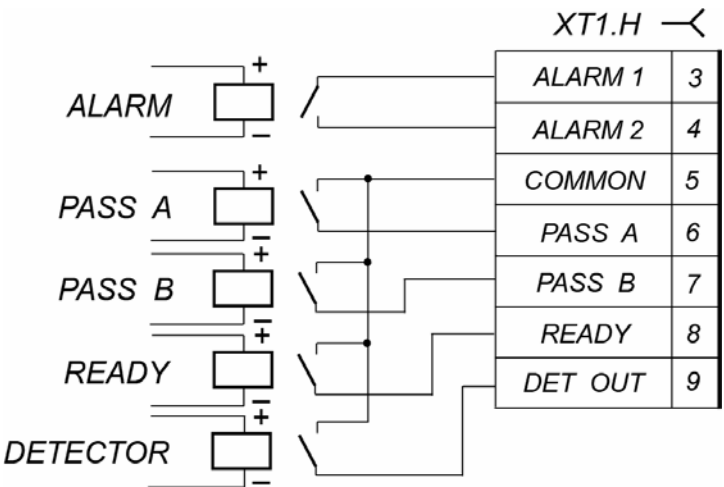 XT1.H
+
ALARM
–
ALARM 1 3
ALARM 2 4
COMMON 5
PASS A 6
PASS B 7
READY 8
DET OUT 9
+
PASS A
–
+
PASS B
–
+
READY
–
+
DETECTOR
–